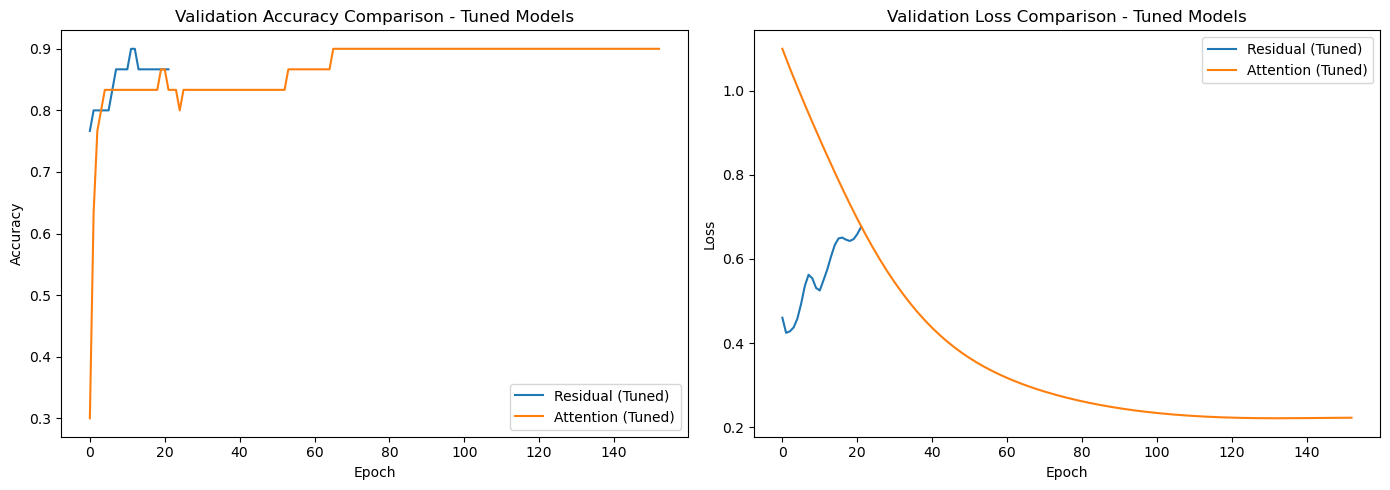 Validation Accuracy Comparison - Tuned Models
Accuracy
0.9
0.8
0.7
0.6
0.5
0.4
0.3
0 20 40 60 80 100 120 140
Epoch
Residual (Tuned)
Attention (Tuned)
Validation Loss Comparison - Tuned Models
Loss
1.0
0.8
0.6
0.4
0.2
0 20 40 60 80 100 120 140
Epoch
Residual (Tuned)
Attention (Tuned)